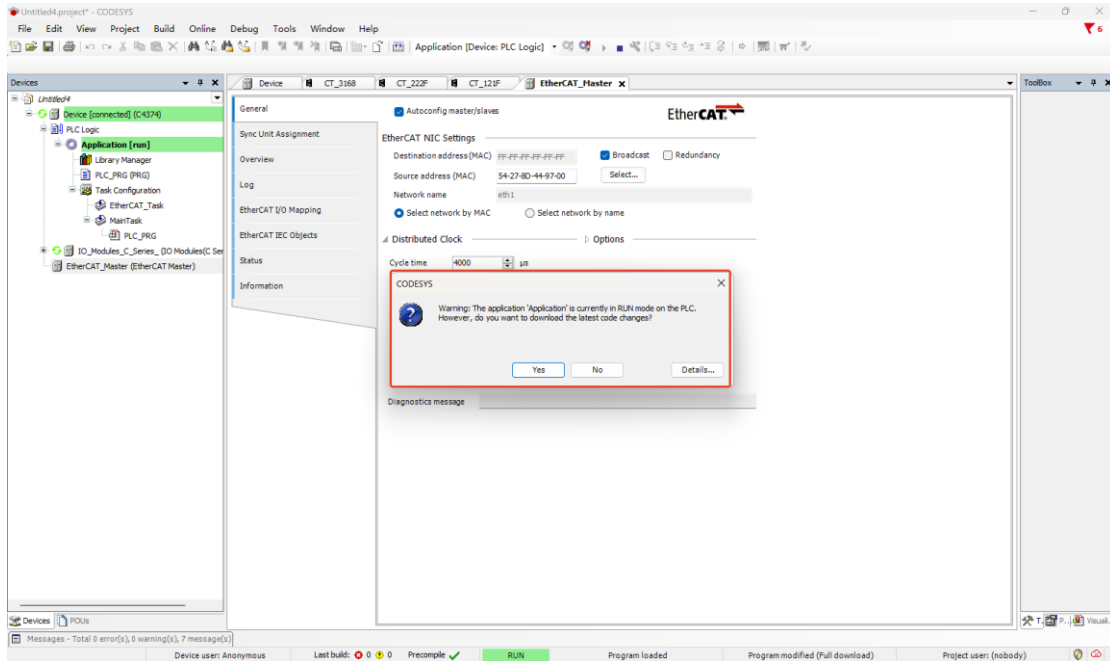 Untitled4.project* - CODESYS
File Edit View Project Build Online Debug Tools Window Help
6
Application [Device: PLC Logic]
Devices
Device
CT_3168
CT_222F
CT_121F
EtherCAT_Master
ToolBox
Untitled4
Device [connected] (C4374)
PLC Logic
Application [run]
Library Manager
PLC_PRG (PRG)
Task Configuration
EtherCAT_Task
MainTask
PLC_PRG
IO_Modules_C_Series_ (IO Modules(C Ser
EtherCAT_Master (EtherCAT Master)
General
Sync Unit Assignment
Overview
Log
EtherCAT I/O Mapping
EtherCAT IEC Objects
Status
Information
Autoconfig master/slaves
EtherCAT
EtherCAT NIC Settings
Destination address (MAC) FF-FF-FF-FF-FF-FF Broadcast Redundancy
Source address (MAC) 54-27-8D-44-97-00 Select...
Network name eth1
Select network by MAC Select network by name
Distributed Clock Options
Cycle time 4000 µs
CODESYS
Warning: The application 'Application' is currently in RUN mode on the PLC.
However, do you want to download the latest code changes?
Yes No Details...
Diagnostics message
Devices POUs
T. P... Visuali.
Messages - Total 0 error(s), 0 warning(s), 7 message(s)
Device user: Anonymous Last build: 0 0 Precompile RUN Program loaded Program modified (Full download) Project user: (nobody)